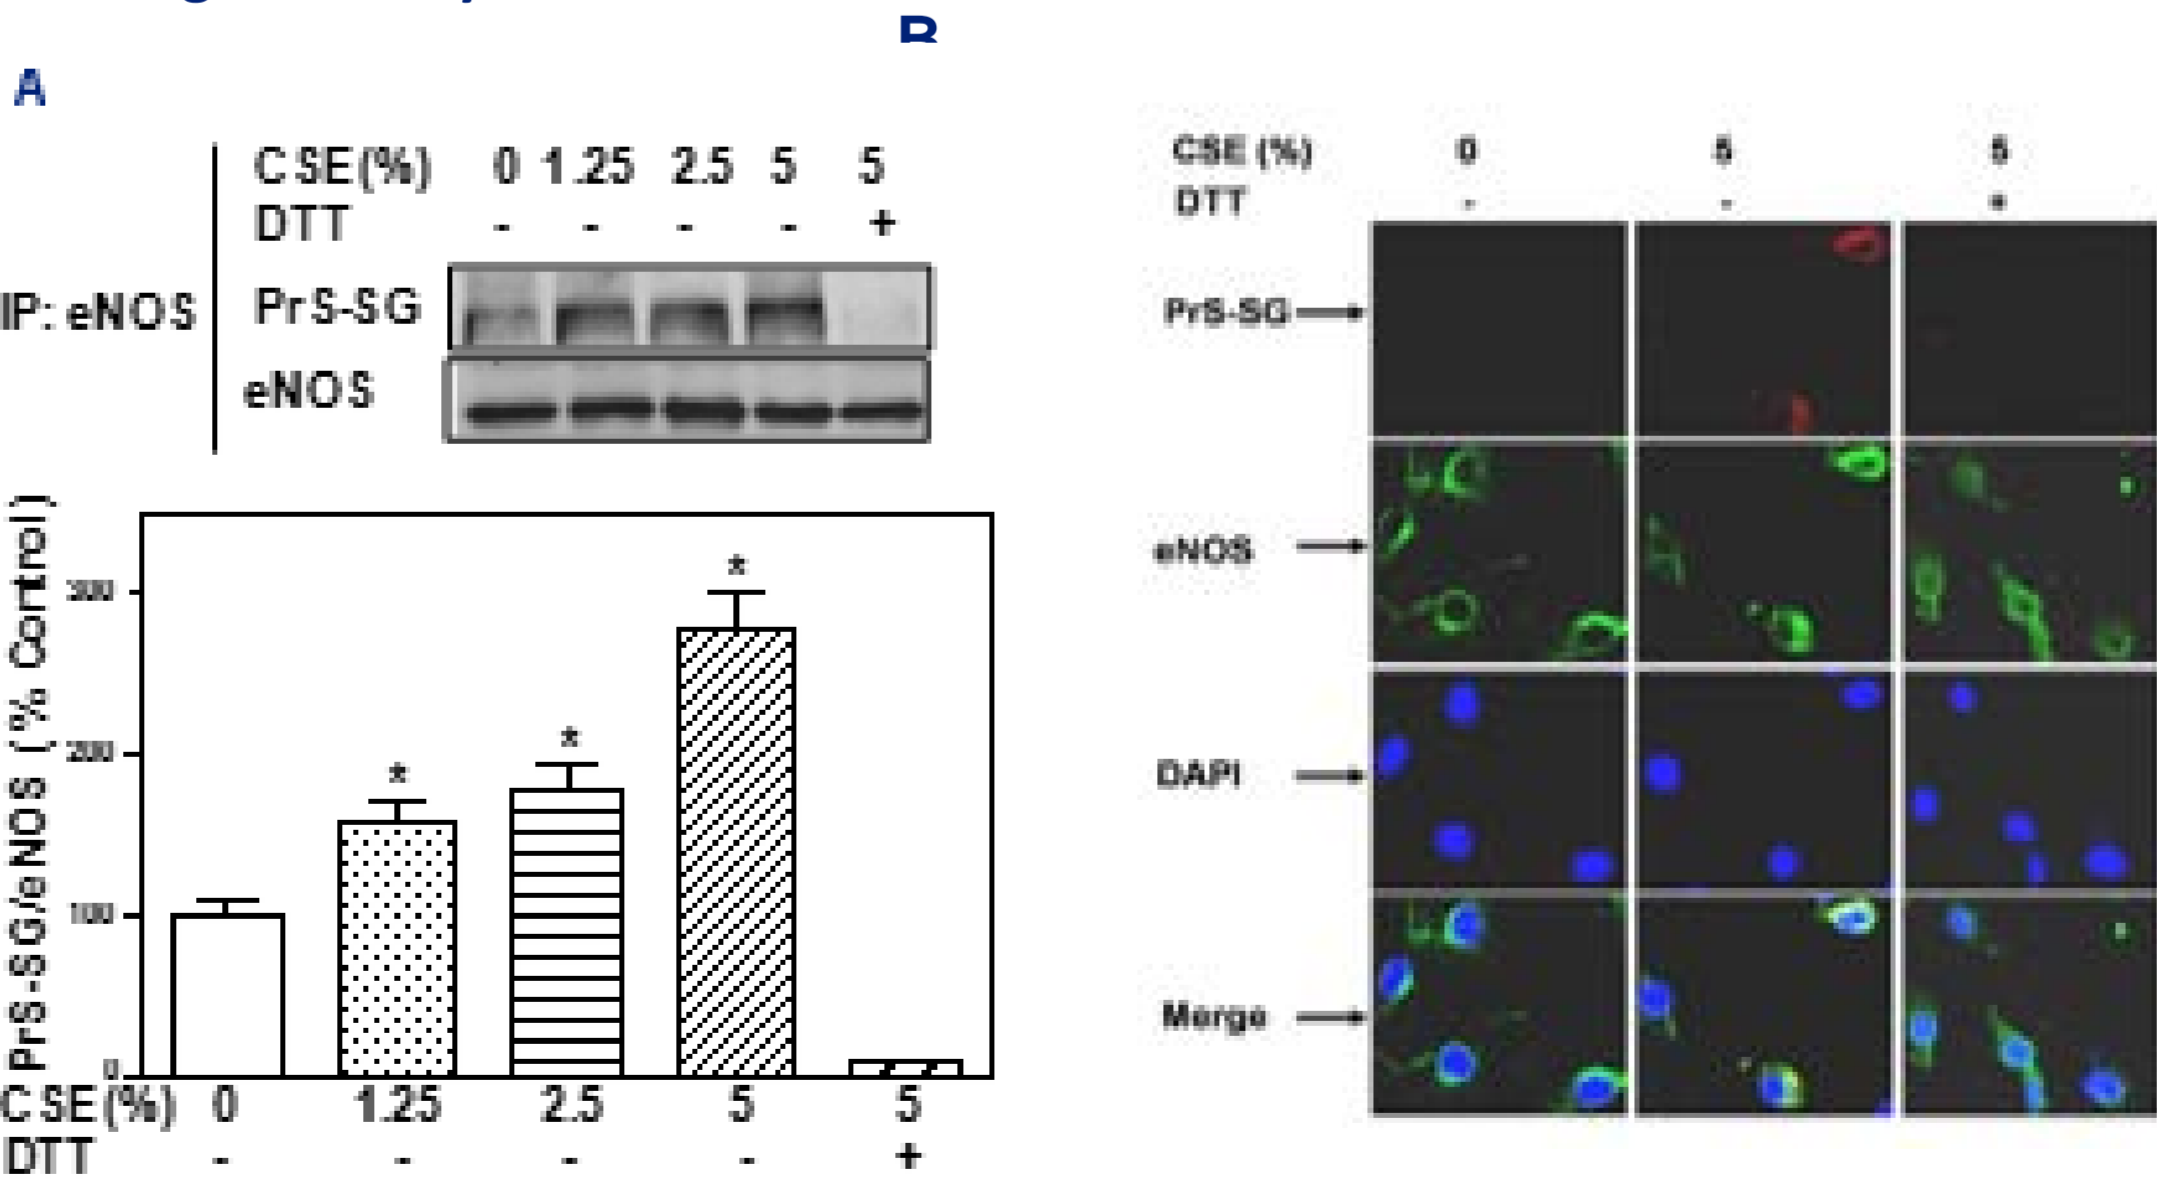 B
A
CSE(%) 0 1.25 2.5 5 5
DTT - - - - +
IP: eNOS
PrS-SG
eNOS
PrS-SG/eNOS (% Control)
300
200
100
0
* * *
CSE(%) 0 1.25 2.5 5 5
DTT - - - - +
CSE (%) 0 5 5
DTT - - +
PrS-SG
eNOS
DAPI
Merge